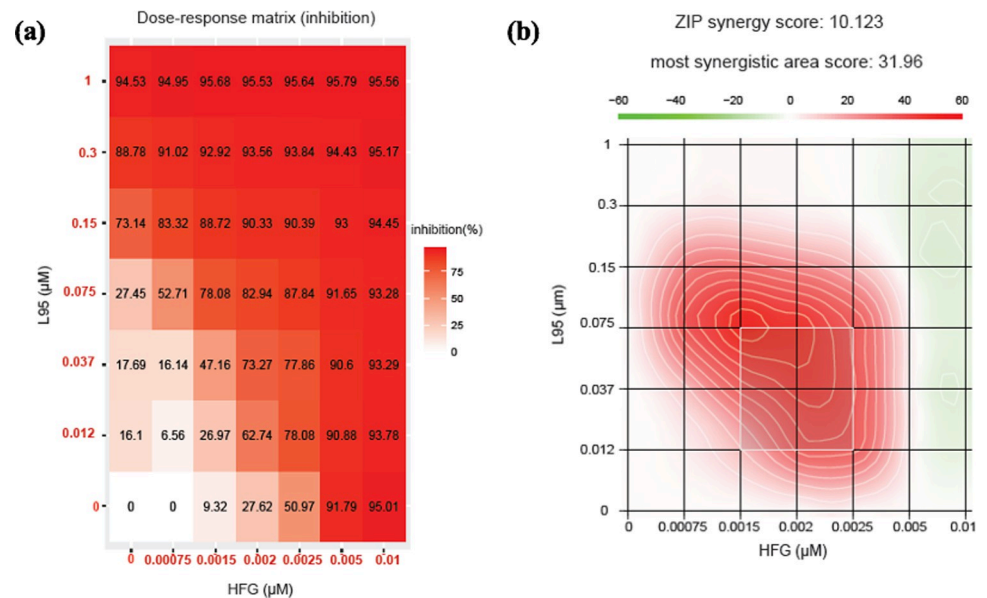 (a)
Dose-response matrix (inhibition)
1 94.53 94.95 95.68 95.53 95.64 95.79 95.56
0.3 88.78 91.02 92.92 93.56 93.84 94.43 95.17
0.15 73.14 83.32 88.72 90.33 90.39 93 94.45
0.075 27.45 52.71 78.08 82.94 87.84 91.65 93.28
0.037 17.69 16.14 47.16 73.27 77.86 90.6 93.29
0.012 16.1 6.56 26.97 62.74 78.08 90.88 93.78
0 0 0 9.32 27.62 50.97 91.79 95.01
0 0.00075 0.0015 0.002 0.0025 0.005 0.01
HFG (μM)
L95 (μM)
inhibition(%)
75
50
25
0
(b)
ZIP synergy score: 10.123
most synergistic area score: 31.96
-60 -40 -20 0 20 40 60
1
0.3
0.15
0.075
0.037
0.012
0
L95 (μm)
0 0.00075 0.0015 0.002 0.0025 0.005 0.01
HFG (μM)